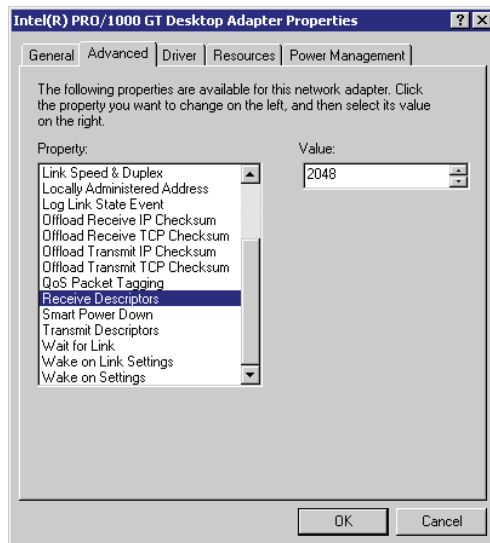 Intel(R) PRO/1000 GT Desktop Adapter Properties
General Advanced Driver Resources Power Management
The following properties are available for this network adapter. Click
the property you want to change on the left, and then select its value
on the right.
Property:
Value:
Link Speed & Duplex
2048
Locally Administered Address
Log Link State Event
Offload Receive IP Checksum
Offload Receive TCP Checksum
Offload Transmit IP Checksum
Offload Transmit TCP Checksum
QoS Packet Tagging
Receive Descriptors
Smart Power Down
Transmit Descriptors
Wait for Link
Wake on Link Settings
Wake on Settings
OK Cancel